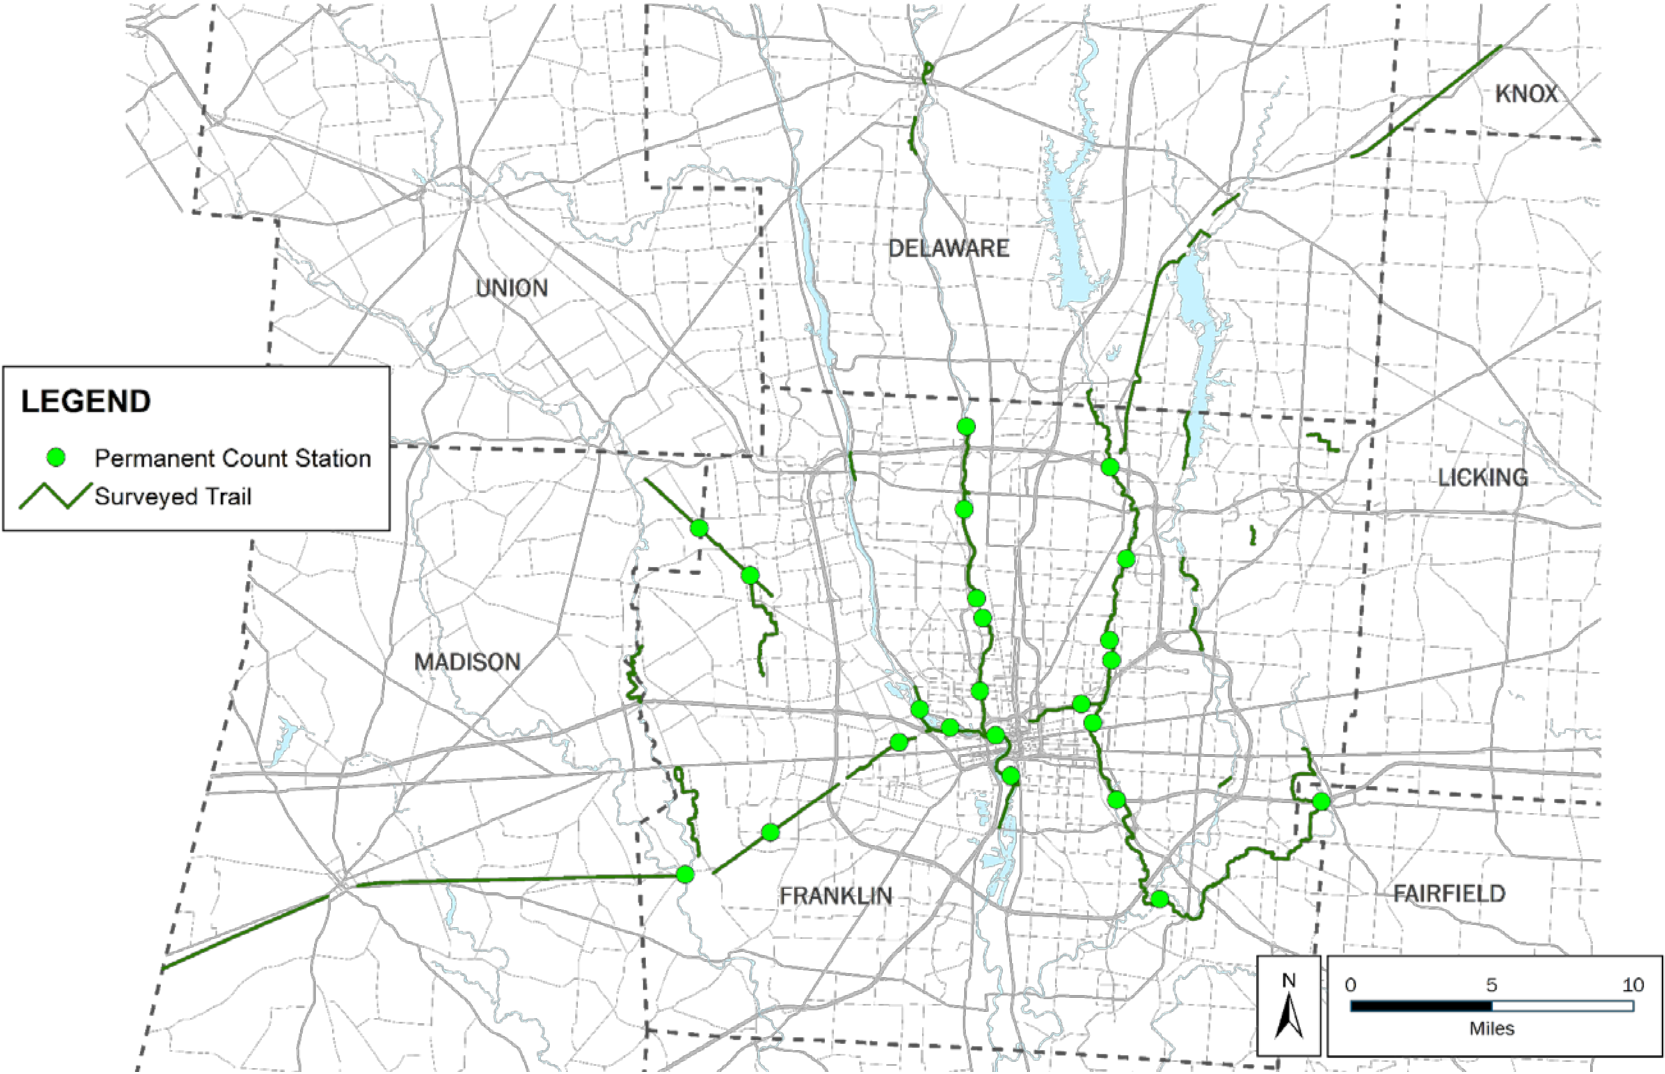 KNOX
DELAWARE
UNION
LEGEND
Permanent Count Station
Surveyed Trail
LICKING
MADISON
FRANKLIN
FAIRFIELD
N
0 5 10
Miles